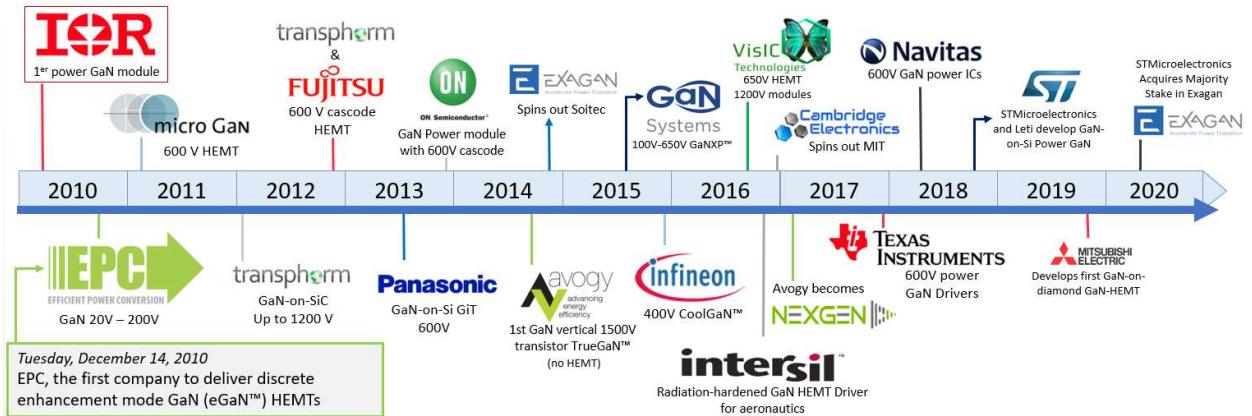 IOR
1er power GaN module
micro GaN
600 V HEMT
transphorm
&
FUJITSU
600 V cascode
HEMT
ON
ON Semiconductor®
GaN Power module
with 600V cascode
EXAGAN
Accelerate Power Transition
Spins out Soitec
GaN
Systems
100V-650V GaNXP™
VisIC
Technologies
650V HEMT
1200V modules
Cambridge
Electronics
Spins out MIT
Navitas
600V GaN power ICs
ST
STMicroelectronics
and Leti develop GaN-
on-Si Power GaN
STMicroelectronics
Acquires Majority
Stake in Exagan
EXAGAN
Accelerate Power Transition
2010 2011 2012 2013 2014 2015 2016 2017 2018 2019 2020
EPC
EFFICIENT POWER CONVERSION
GaN 20V – 200V
transphorm
GaN-on-SiC
Up to 1200 V
Panasonic
GaN-on-Si GiT
600V
avogy
advancing
energy
efficiency
1st GaN vertical 1500V
transistor TrueGaN™
(no HEMT)
infineon
400V CoolGaN™
intersil™
Radiation-hardened GaN HEMT Driver
for aeronautics
Avogy becomes
NEXGEN
TEXAS
INSTRUMENTS
600V power
GaN Drivers
MITSUBISHI
ELECTRIC
Develops first GaN-on-
diamond GaN-HEMT
Tuesday, December 14, 2010
EPC, the first company to deliver discrete
enhancement mode GaN (eGaN™) HEMTs